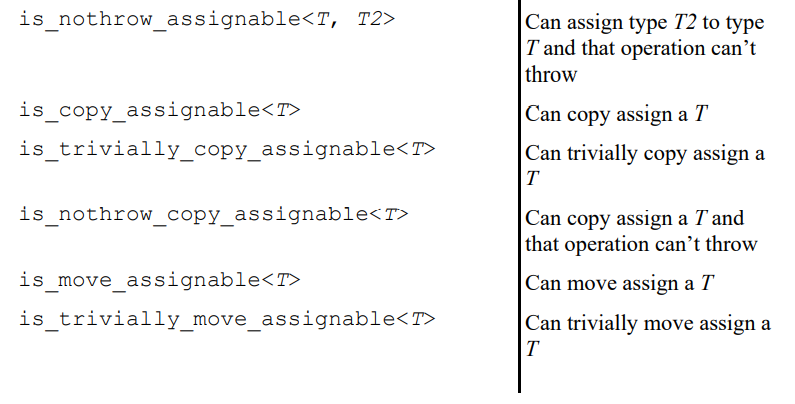 is_nothrow_assignable<T, T2>
Can assign type T2 to type
T and that operation can’t
throw
is_copy_assignable<T>
Can copy assign a T
is_trivially_copy_assignable<T>
Can trivially copy assign a
T
is_nothrow_copy_assignable<T>
Can copy assign a T and
that operation can’t throw
is_move_assignable<T>
Can move assign a T
is_trivially_move_assignable<T>
Can trivially move assign a
T